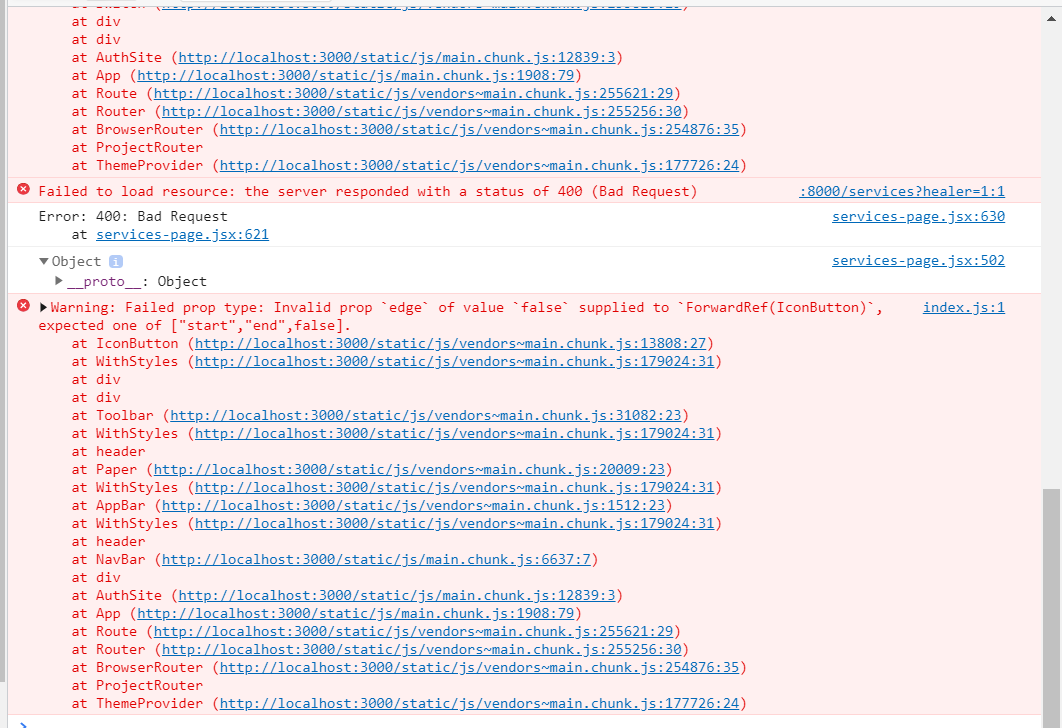 at div
at div
at AuthSite (http://localhost:3000/static/js/main.chunk.js:12839:3)
at App (http://localhost:3000/static/js/main.chunk.js:1908:79)
at Route (http://localhost:3000/static/js/vendors~main.chunk.js:255621:29)
at Router (http://localhost:3000/static/js/vendors~main.chunk.js:255256:30)
at BrowserRouter (http://localhost:3000/static/js/vendors~main.chunk.js:254876:35)
at ProjectRouter
at ThemeProvider (http://localhost:3000/static/js/vendors~main.chunk.js:177726:24)
Failed to load resource: the server responded with a status of 400 (Bad Request) :8000/services?healer=1:1
Error: 400: Bad Request services-page.jsx:630
at services-page.jsx:621
Object i services-page.jsx:502
__proto__: Object
Warning: Failed prop type: Invalid prop `edge` of value `false` supplied to `ForwardRef(IconButton)`, index.js:1
expected one of ["start","end",false].
at IconButton (http://localhost:3000/static/js/vendors~main.chunk.js:13808:27)
at WithStyles (http://localhost:3000/static/js/vendors~main.chunk.js:179024:31)
at div
at div
at Toolbar (http://localhost:3000/static/js/vendors~main.chunk.js:31082:23)
at WithStyles (http://localhost:3000/static/js/vendors~main.chunk.js:179024:31)
at header
at Paper (http://localhost:3000/static/js/vendors~main.chunk.js:20009:23)
at WithStyles (http://localhost:3000/static/js/vendors~main.chunk.js:179024:31)
at AppBar (http://localhost:3000/static/js/vendors~main.chunk.js:1512:23)
at WithStyles (http://localhost:3000/static/js/vendors~main.chunk.js:179024:31)
at header
at NavBar (http://localhost:3000/static/js/main.chunk.js:6637:7)
at div
at AuthSite (http://localhost:3000/static/js/main.chunk.js:12839:3)
at App (http://localhost:3000/static/js/main.chunk.js:1908:79)
at Route (http://localhost:3000/static/js/vendors~main.chunk.js:255621:29)
at Router (http://localhost:3000/static/js/vendors~main.chunk.js:255256:30)
at BrowserRouter (http://localhost:3000/static/js/vendors~main.chunk.js:254876:35)
at ProjectRouter
at ThemeProvider (http://localhost:3000/static/js/vendors~main.chunk.js:177726:24)